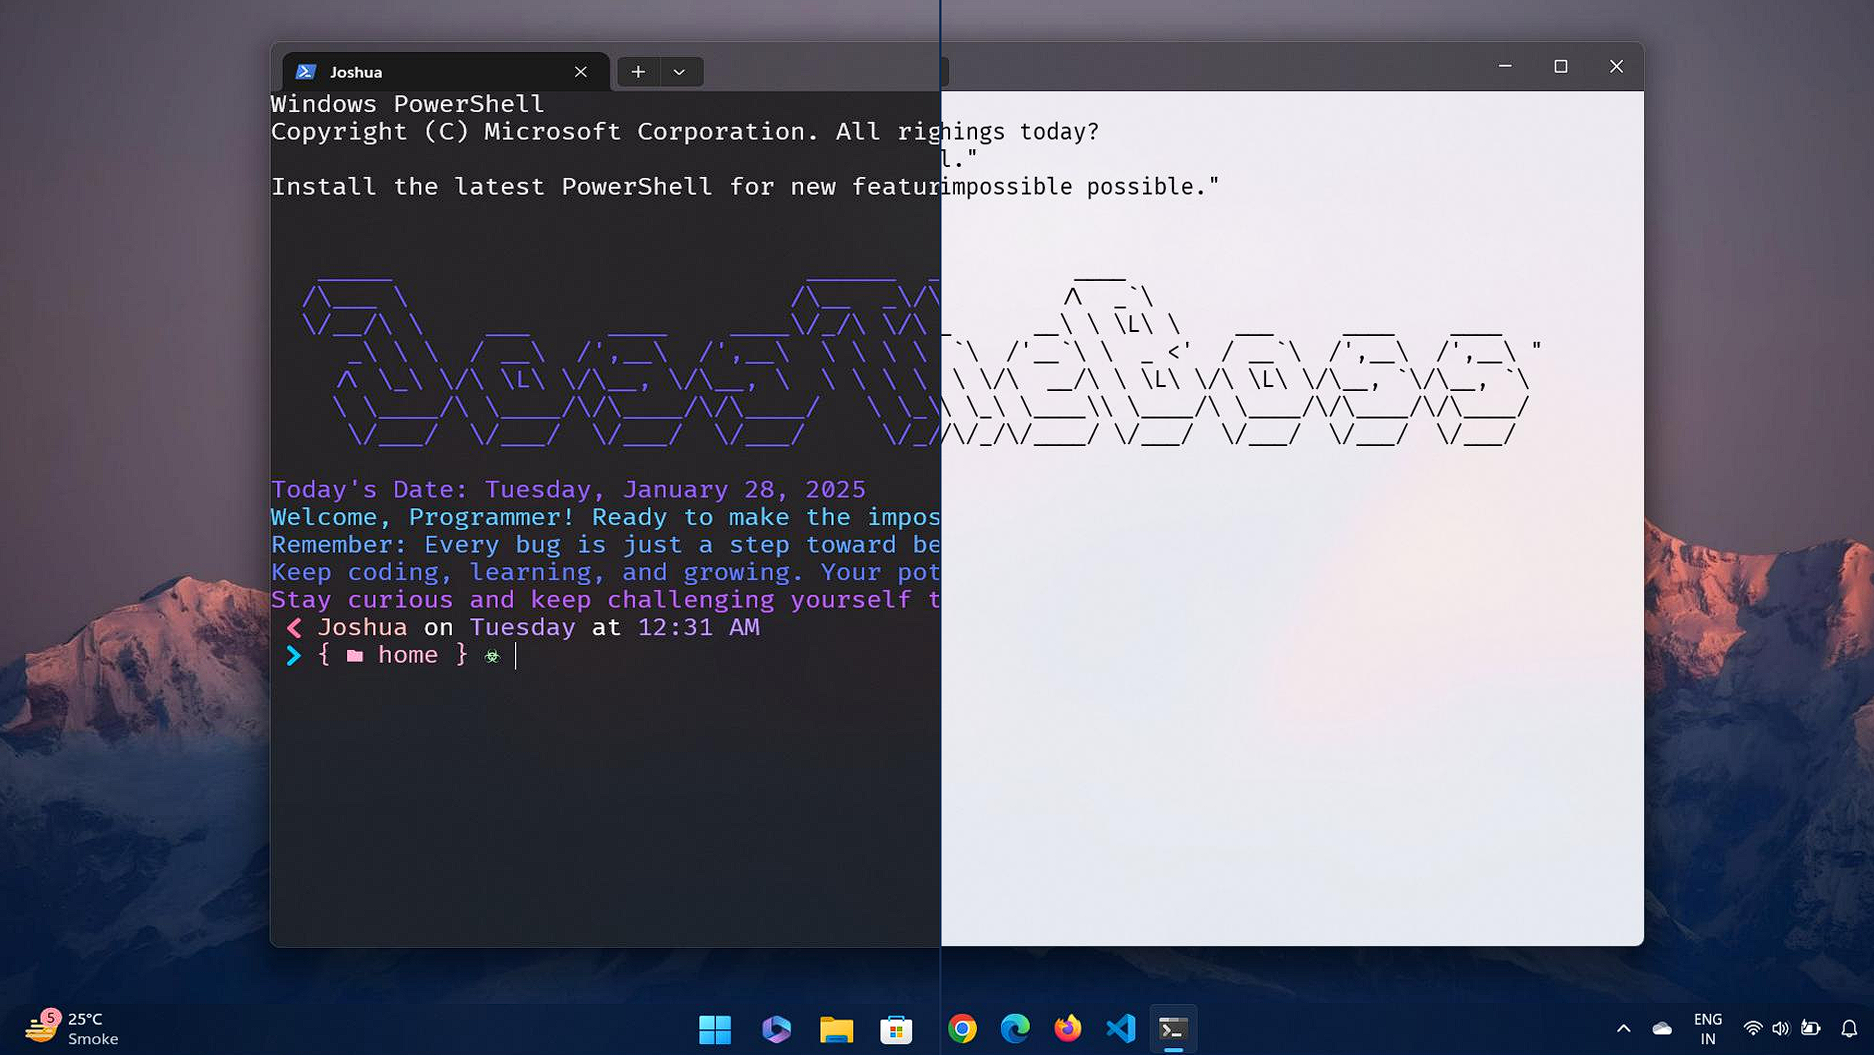 Joshua
Windows PowerShell
Copyright (C) Microsoft Corporation. All righings today?
l."
Install the latest PowerShell for new featurimpossible possible."
JossTheBoss
Today's Date: Tuesday, January 28, 2025
Welcome, Programmer! Ready to make the impos
Remember: Every bug is just a step toward be
Keep coding, learning, and growing. Your pot
Stay curious and keep challenging yourself t
Joshua on Tuesday at 12:31 AM
{ home }
5
25°C
Smoke
ENG
IN